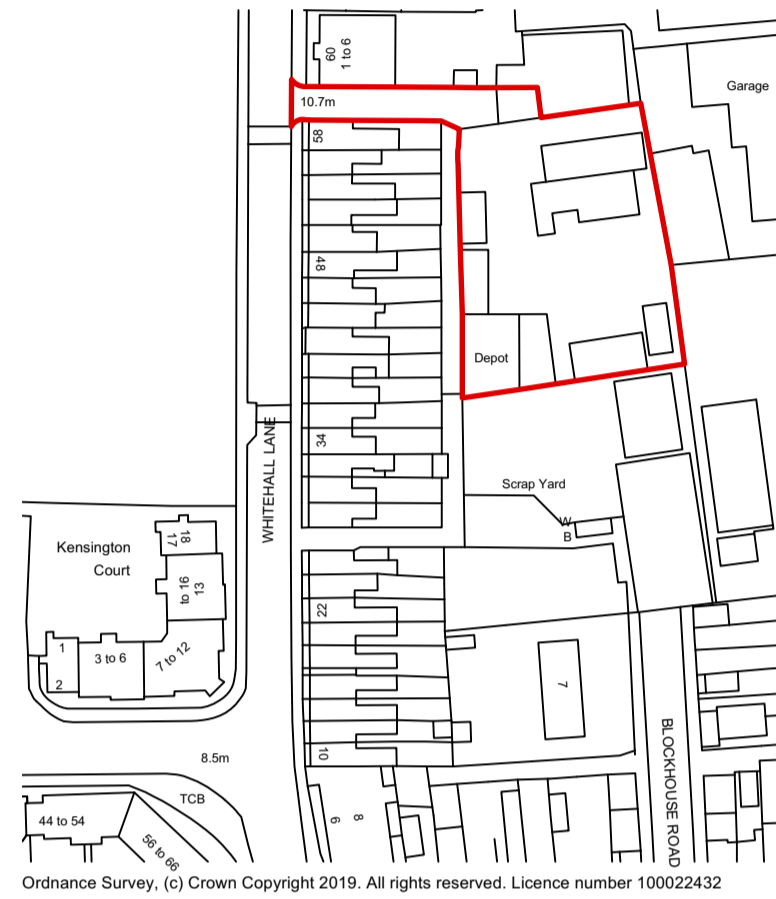 60
1 to 6
Garage
10.7m
58
48
Depot
34
WHITEHALL LANE
Scrap Yard
W
B
Kensington
Court
18
17
13
to 16
22
1
3 to 6
7 to 12
2
7
10
BLOCKHOUSE ROAD
8.5m
TCB
44 to 54
56 to 66
6
8
Ordnance Survey, (c) Crown Copyright 2019. All rights reserved. Licence number 100022432